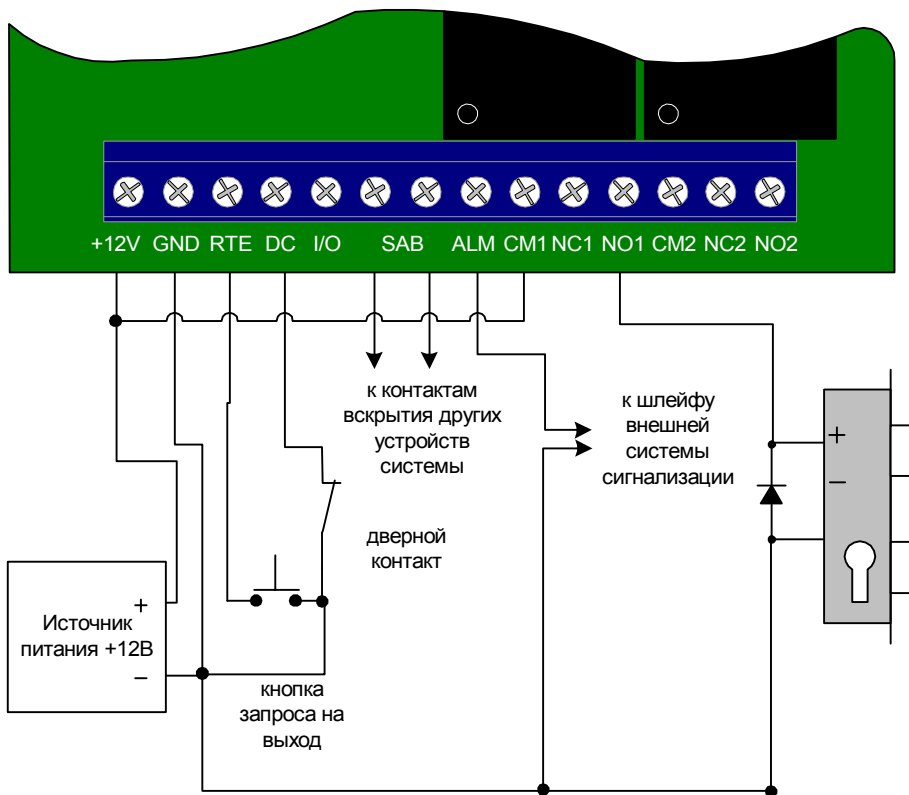 +12V GND RTE DC I/O SAB ALM CM1 NC1 NO1 CM2 NC2 NO2
к контактам
вскрытия других
устройств
системы
к шлейфу
внешней
системы
сигнализации
+
−
дверной
контакт
+
Источник
питания +12В
−
кнопка
запроса на
выход